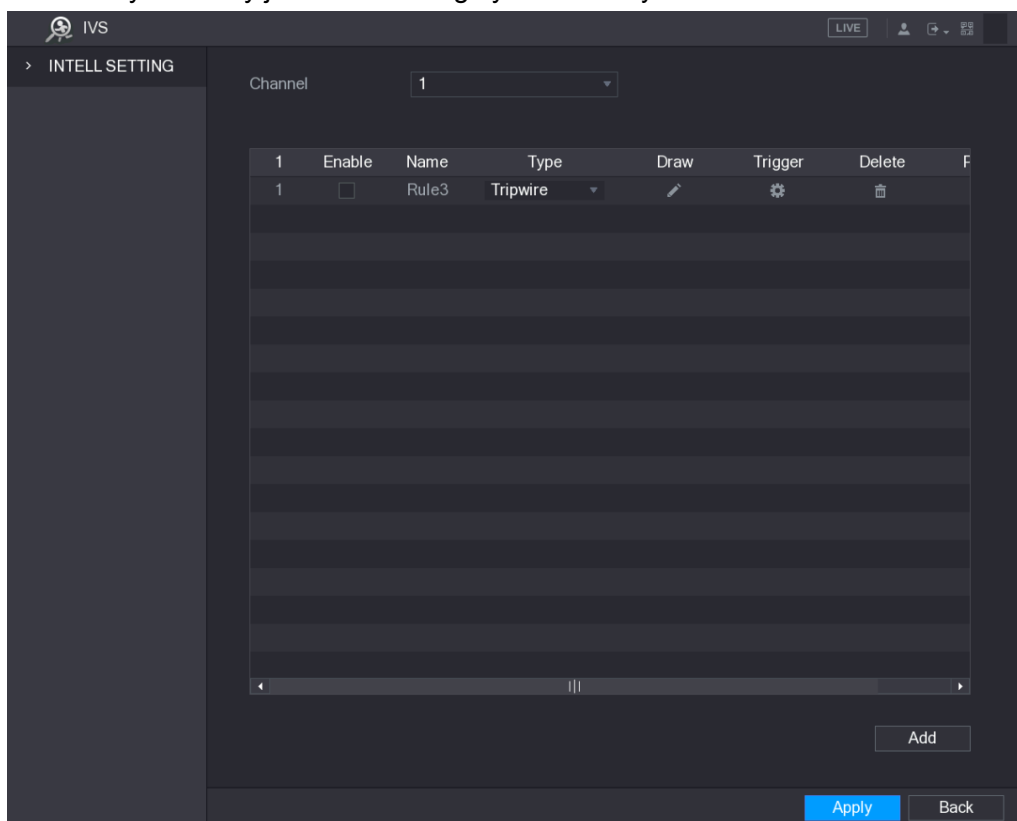 IVS
LIVE
INTELL SETTING
Channel 1
1 Enable Name Type Draw Trigger Delete
1 Rule3 Tripwire
Add
Apply Back